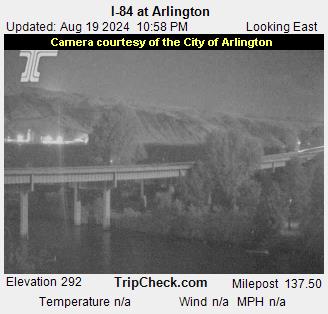 I-84 at Arlington
Updated: Aug 19 2024 10:58 PM Looking East
Camera courtesy of the City of Arlington
Elevation 292 TripCheck.com Milepost 137.50
Temperature n/a Wind n/a MPH n/a